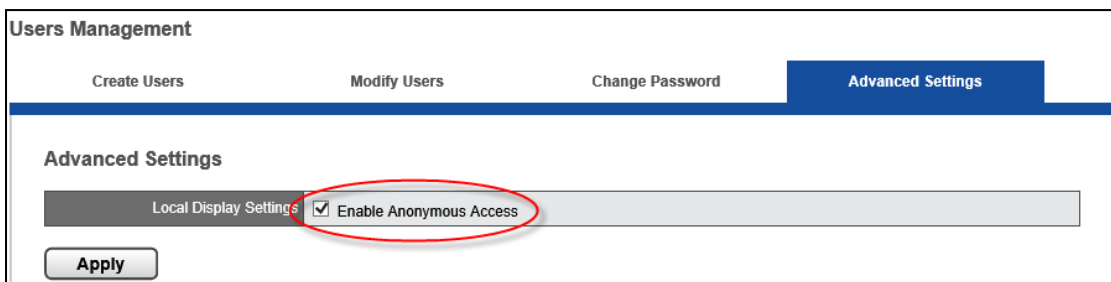 Users Management
Create Users Modify Users Change Password Advanced Settings
Advanced Settings
Local Display Settings Enable Anonymous Access
Apply